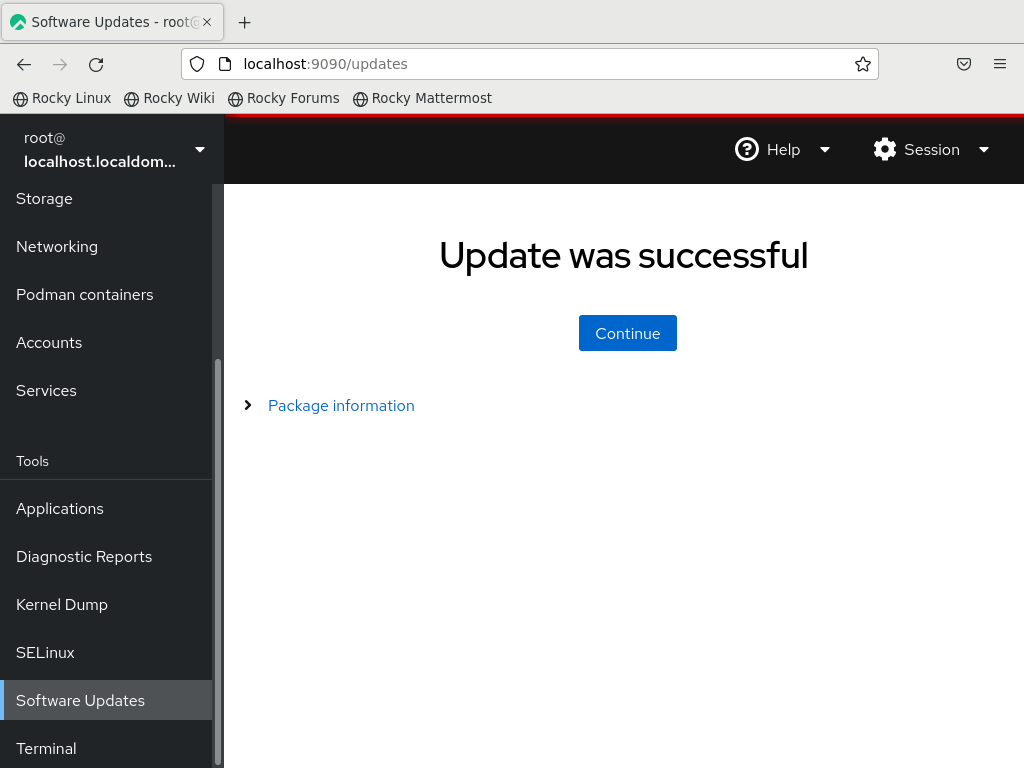 Software Updates - root@
localhost:9090/updates
Rocky Linux
Rocky Wiki
Rocky Forums
Rocky Mattermost
root@
localhost.localdom...
Help
Session
Storage
Networking
Podman containers
Accounts
Services
Tools
Applications
Diagnostic Reports
Kernel Dump
SELinux
Software Updates
Terminal
Update was successful
Continue
Package information